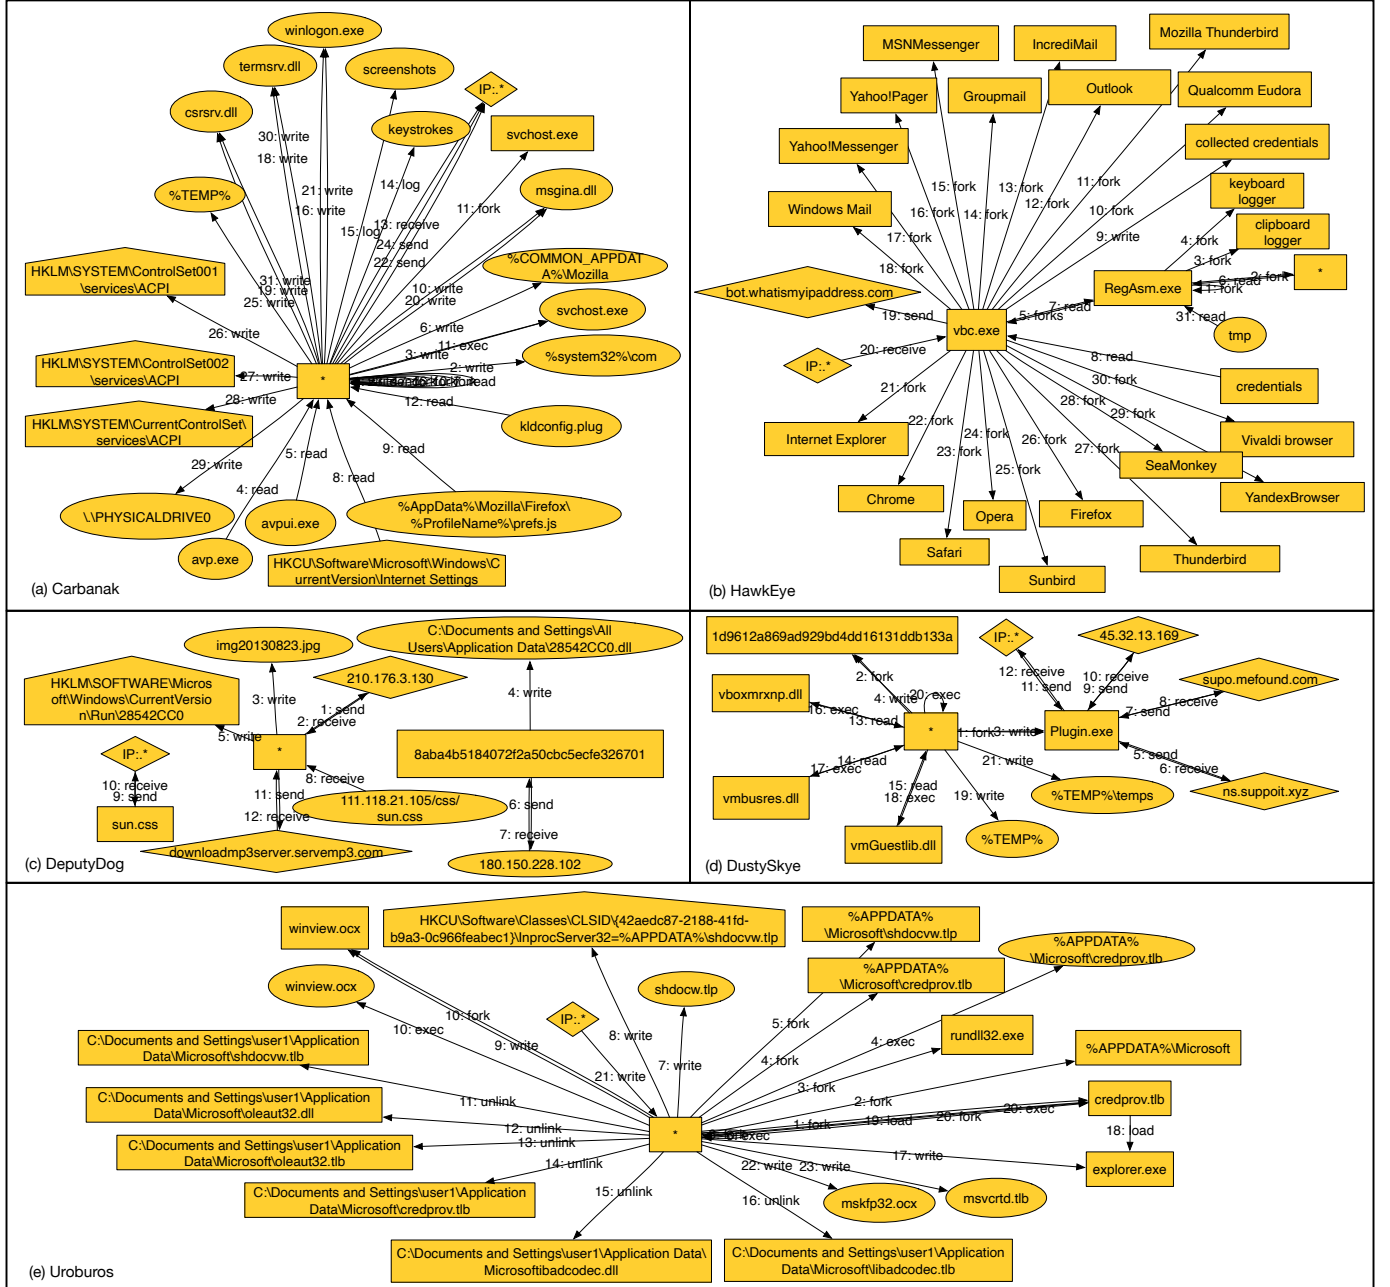 winlogon.exe
termsrv.dll
screenshots
IP:.*
csrsrv.dll
keystrokes
svchost.exe
30: write
18: write
14: log
%TEMP%
21: write
16: write
11: fork
msgina.dll
13: receive
15: log
24: send
22: send
HKLM\SYSTEM\ControlSet001
\services\ACPI
%COMMON_APPDAT
A%\Mozilla
31: write
19: write
25: write
10: write
20: write
svchost.exe
26: write
6: write
11: exec
3: write
%system32%\com
HKLM\SYSTEM\ControlSet002
\services\ACPI
27: write
*
2: write
28: write
12: read
HKLM\SYSTEM\CurrentControlSet\
services\ACPI
kldconfig.plug
5: read
9: read
29: write
8: read
4: read
\.\PHYSICALDRIVE0
avpui.exe
%AppData%\Mozilla\Firefox\
%ProfileName%\prefs.js
avp.exe
HKCU\Software\Microsoft\Windows\C
urrentVersion\Internet Settings
(a) Carbanak
MSNMessenger
IncrediMail
Mozilla Thunderbird
Yahoo!Pager
Groupmail
Outlook
Qualcomm Eudora
Yahoo!Messenger
collected credentials
15: fork
13: fork
11: fork
12: fork
keyboard
logger
Windows Mail
16: fork
14: fork
10: fork
17: fork
9: write
4: fork
clipboard
logger
18: fork
3: fork
bot.whatismyipaddress.com
RegAsm.exe
6: read
2: fork
1: fork
*
19: send
vbc.exe
7: read
5: forks
31: read
tmp
IP:.*
20: receive
8: read
21: fork
30: fork
credentials
28: fork
22: fork
29: fork
Internet Explorer
24: fork
26: fork
27: fork
Vivaldi browser
23: fork
25: fork
SeaMonkey
Chrome
YandexBrowser
Opera
Firefox
Safari
Thunderbird
Sunbird
(b) HawkEye
img20130823.jpg
C:\Documents and Settings\All
Users\Application Data\28542CC0.dll
HKLM\SOFTWARE\Micros
oft\Windows\CurrentVersio
n\Run\28542CC0
210.176.3.130
3: write
4: write
1: send
2: receive
5: write
*
IP:.*
8aba4b5184072f2a50cbc5ecfe326701
10: receive
9: send
8: receive
11: send
111.118.21.105/css/
sun.css
6: send
12: receive
sun.css
7: receive
downloadmp3server.servemp3.com
180.150.228.102
(c) DeputyDog
1d9612a869ad929bd4dd16131ddb133a
IP:.*
45.32.13.169
2: fork
12: receive
11: send
10: receive
9: send
supo.mefound.com
vboxmrxnp.dll
4: write
20: exec
8: receive
7: send
16: exec
13: read
*
1: fork
3: write
Plugin.exe
14: read
17: exec
5: send
6: receive
21: write
15: read
18: exec
19: write
vmbusres.dll
%TEMP%\temps
ns.suppoit.xyz
vmGuestlib.dll
%TEMP%
(d) DustySkye
winview.ocx
HKCU\Software\Classes\CLSID\{42aedc87-2188-41fd-
b9a3-0c966feabec1}\InprocServer32=%APPDATA%\shdocvw.tlp
%APPDATA%
\Microsoft\shdocvw.tlp
%APPDATA%
\Microsoft\credprov.tlb
winview.ocx
shdocw.tlp
%APPDATA%
\Microsoft\credprov.tlb
IP:.*
10: fork
10: exec
5: fork
rundll32.exe
C:\Documents and Settings\user1\Application
Data\Microsoft\shdocvw.tlb
9: write
8: write
4: exec
%APPDATA%\Microsoft
4: fork
7: write
21: write
3: fork
C:\Documents and Settings\user1\Application
Data\Microsoft\oleaut32.dll
11: unlink
2: fork
credprov.tlb
20: exec
20: fork
19: load
1: fork
12: unlink
*
6: exec
18: load
C:\Documents and Settings\user1\Application
Data\Microsoft\oleaut32.tlb
13: unlink
14: unlink
17: write
explorer.exe
22: write
23: write
C:\Documents and Settings\user1\Application
Data\Microsoft\credprov.tlb
15: unlink
16: unlink
mskfp32.ocx
msvcrtd.tlb
C:\Documents and Settings\user1\Application Data\
Microsoftibadcodec.dll
C:\Documents and Settings\user1\Application
Data\Microsoft\libadcodec.tlb
(e) Uroburos